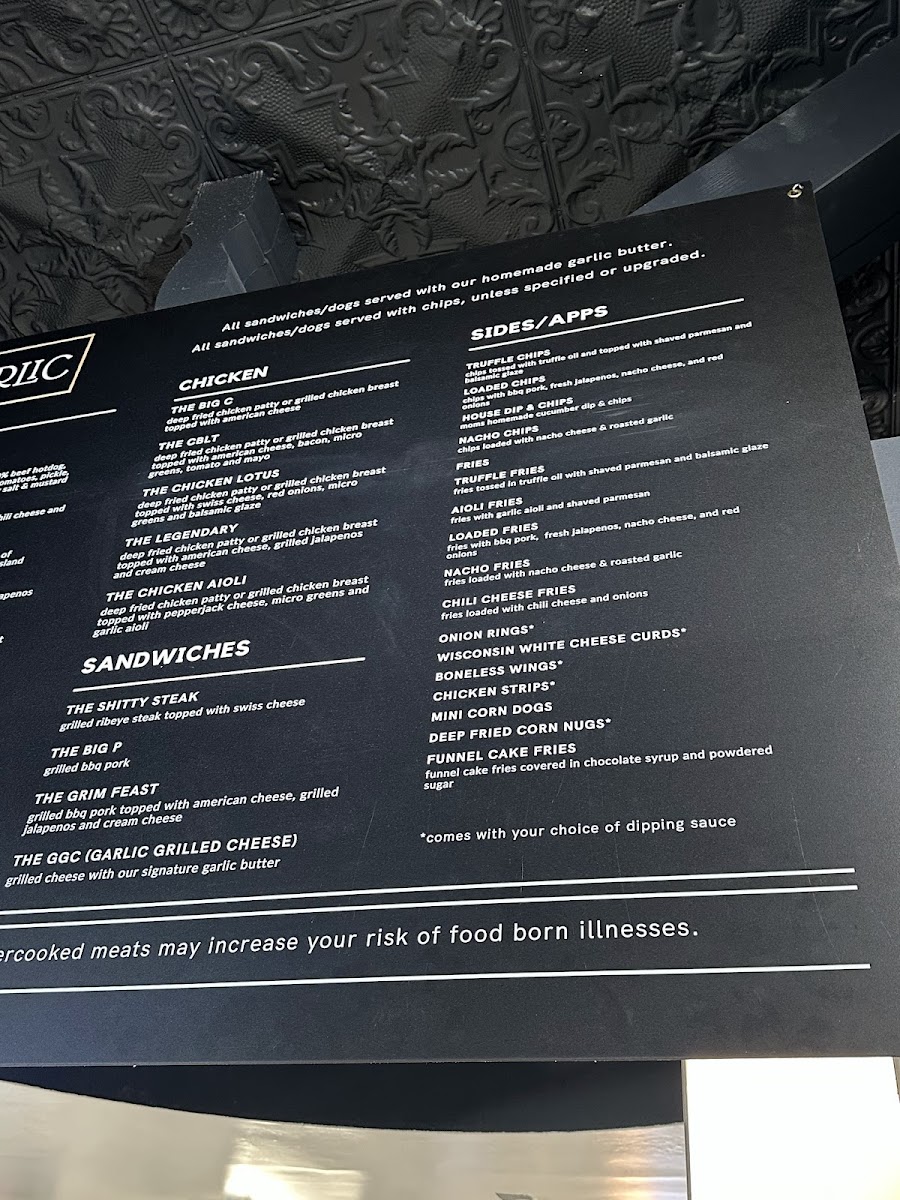 All sandwiches/dogs served with our homemade garlic butter.
All sandwiches/dogs served with chips, unless specified or upgraded.
RLIC
% beef hotdog,
omatoes, pickle,
salt & mustard
hili cheese and
of
sland
apenos
CHICKEN
THE BIG C
deep fried chicken patty or grilled chicken breast
topped with american cheese
THE CBLT
deep fried chicken patty or grilled chicken breast
topped with american cheese, bacon, micro
greens, tomato and mayo
THE CHICKEN LOTUS
deep fried chicken patty or grilled chicken breast
topped with swiss cheese, red onions, micro
greens and balsamic glaze
THE LEGENDARY
deep fried chicken patty or grilled chicken breast
topped with american cheese, grilled jalapenos
and cream cheese
THE CHICKEN AIOLI
deep fried chicken patty or grilled chicken breast
topped with pepperjack cheese, micro greens and
garlic aioli
SANDWICHES
THE SHITTY STEAK
grilled ribeye steak topped with swiss cheese
THE BIG P
grilled bbq pork
THE GRIM FEAST
grilled bbq pork topped with american cheese, grilled
jalapenos and cream cheese
THE GGC (GARLIC GRILLED CHEESE)
grilled cheese with our signature garlic butter
SIDES/APPS
TRUFFLE CHIPS
chips tossed with truffle oil and topped with shaved parmesan and
balsamic glaze
LOADED CHIPS
chips with bbq pork, fresh jalapenos, nacho cheese, and red
onions
HOUSE DIP & CHIPS
moms homemade cucumber dip & chips
NACHO CHIPS
chips loaded with nacho cheese & roasted garlic
FRIES
TRUFFLE FRIES
fries tossed in truffle oil with shaved parmesan and balsamic glaze
AIOLI FRIES
fries with garlic aioli and shaved parmesan
LOADED FRIES
fries with bbq pork, fresh jalapenos, nacho cheese, and red
onions
NACHO FRIES
fries loaded with nacho cheese & roasted garlic
CHILI CHEESE FRIES
fries loaded with chili cheese and onions
ONION RINGS*
WISCONSIN WHITE CHEESE CURDS*
BONELESS WINGS*
CHICKEN STRIPS*
MINI CORN DOGS
DEEP FRIED CORN NUGS*
FUNNEL CAKE FRIES
funnel cake fries covered in chocolate syrup and powdered
sugar
*comes with your choice of dipping sauce
ercooked meats may increase your risk of food born illnesses.